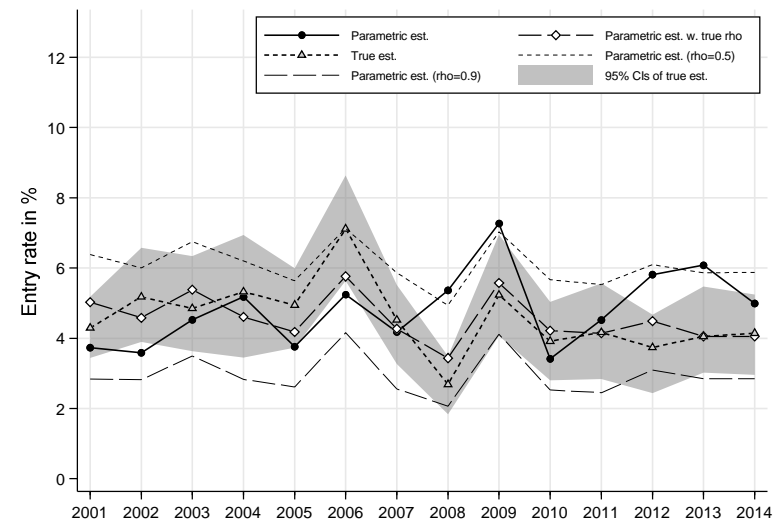 Parametric est. Parametric est. w. true rho
True est. Parametric est. (rho=0.5)
Parametric est. (rho=0.9) 95% CIs of true est.
12
10
8
6
4
2
0
Entry rate in %
2001 2002 2003 2004 2005 2006 2007 2008 2009 2010 2011 2012 2013 2014